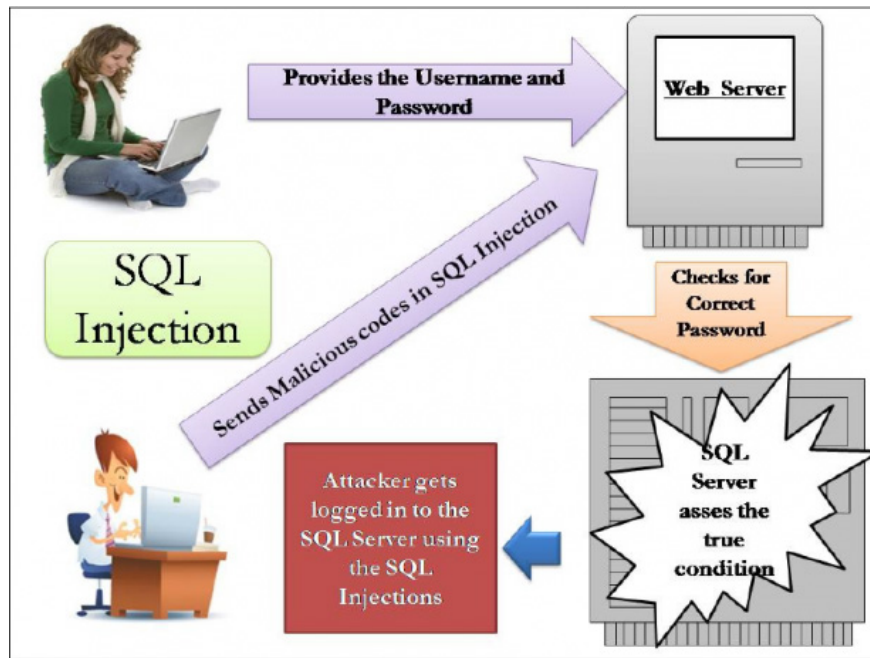 Provides the Username and
Password
Web Server
SQL
Injection
Sends Malicious codes in SQL Injection
Checks for
Correct
Password
SQL
Server
asses the
true
condition
Attacker gets
logged in to the
SQL Server using
the SQL
Injections